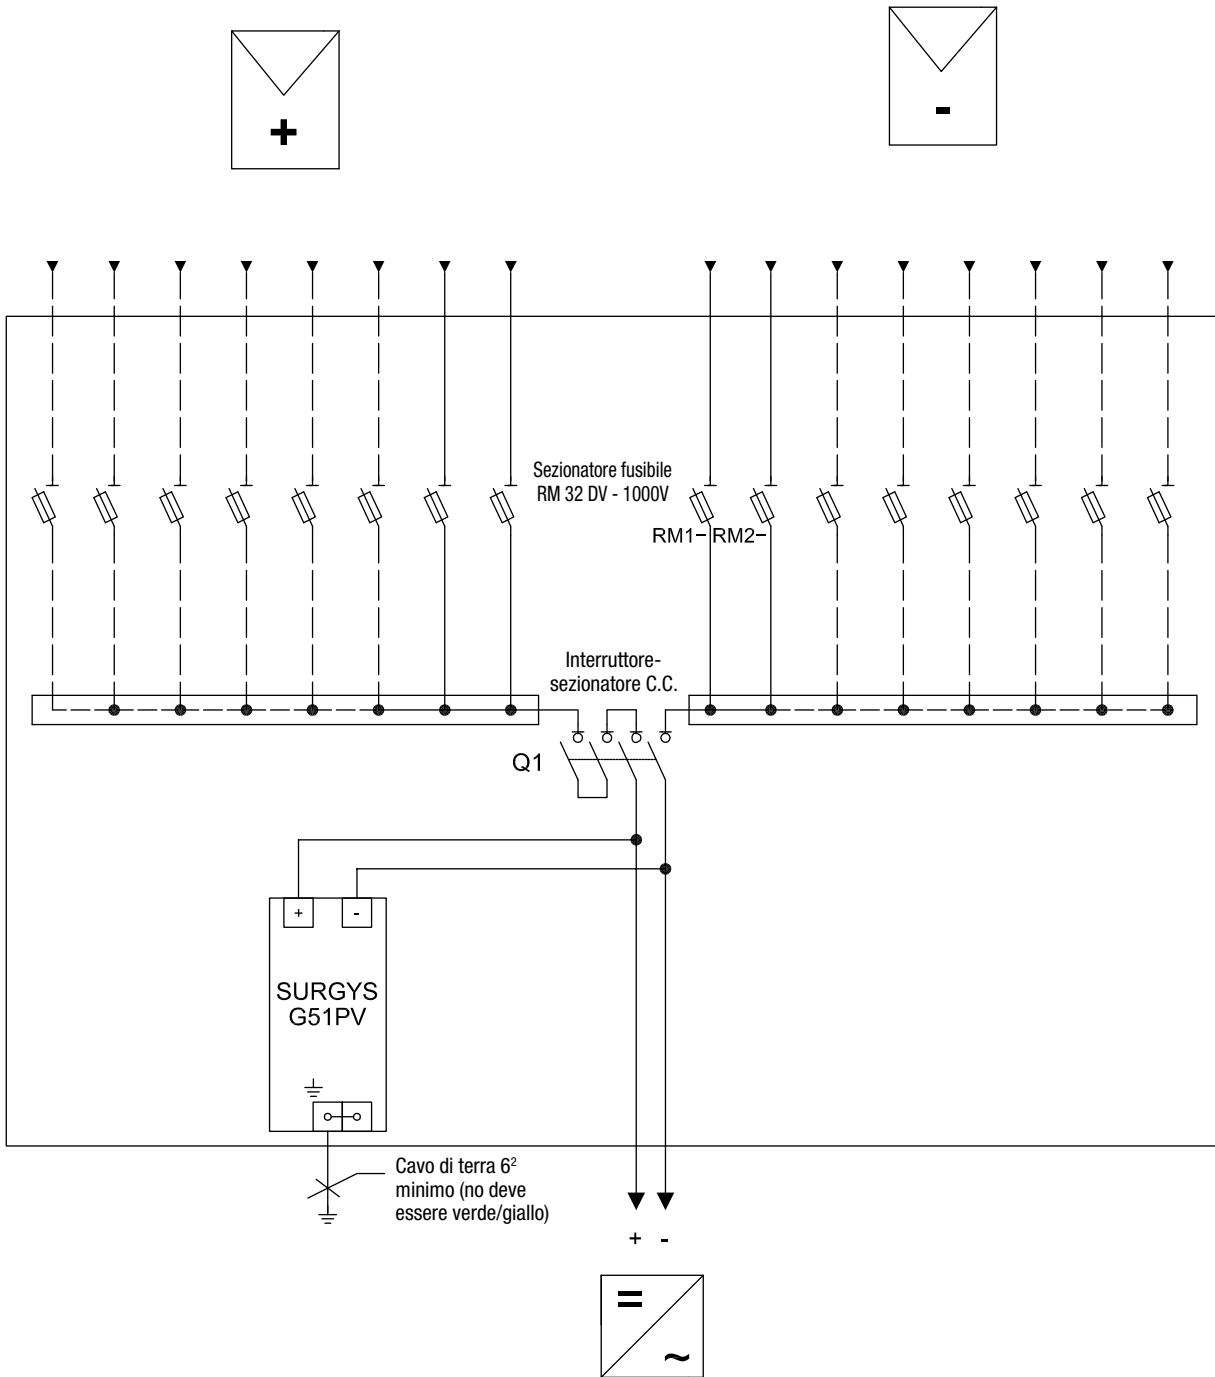 +
-
Sezionatore fusibile
RM 32 DV - 1000V
RM1- RM2-
Interruttore-
sezionatore C.C.
Q1
+ -
SURGYS
G51PV
Cavo di terra 6²
minimo (no deve
essere verde/giallo)
+ -
=
~